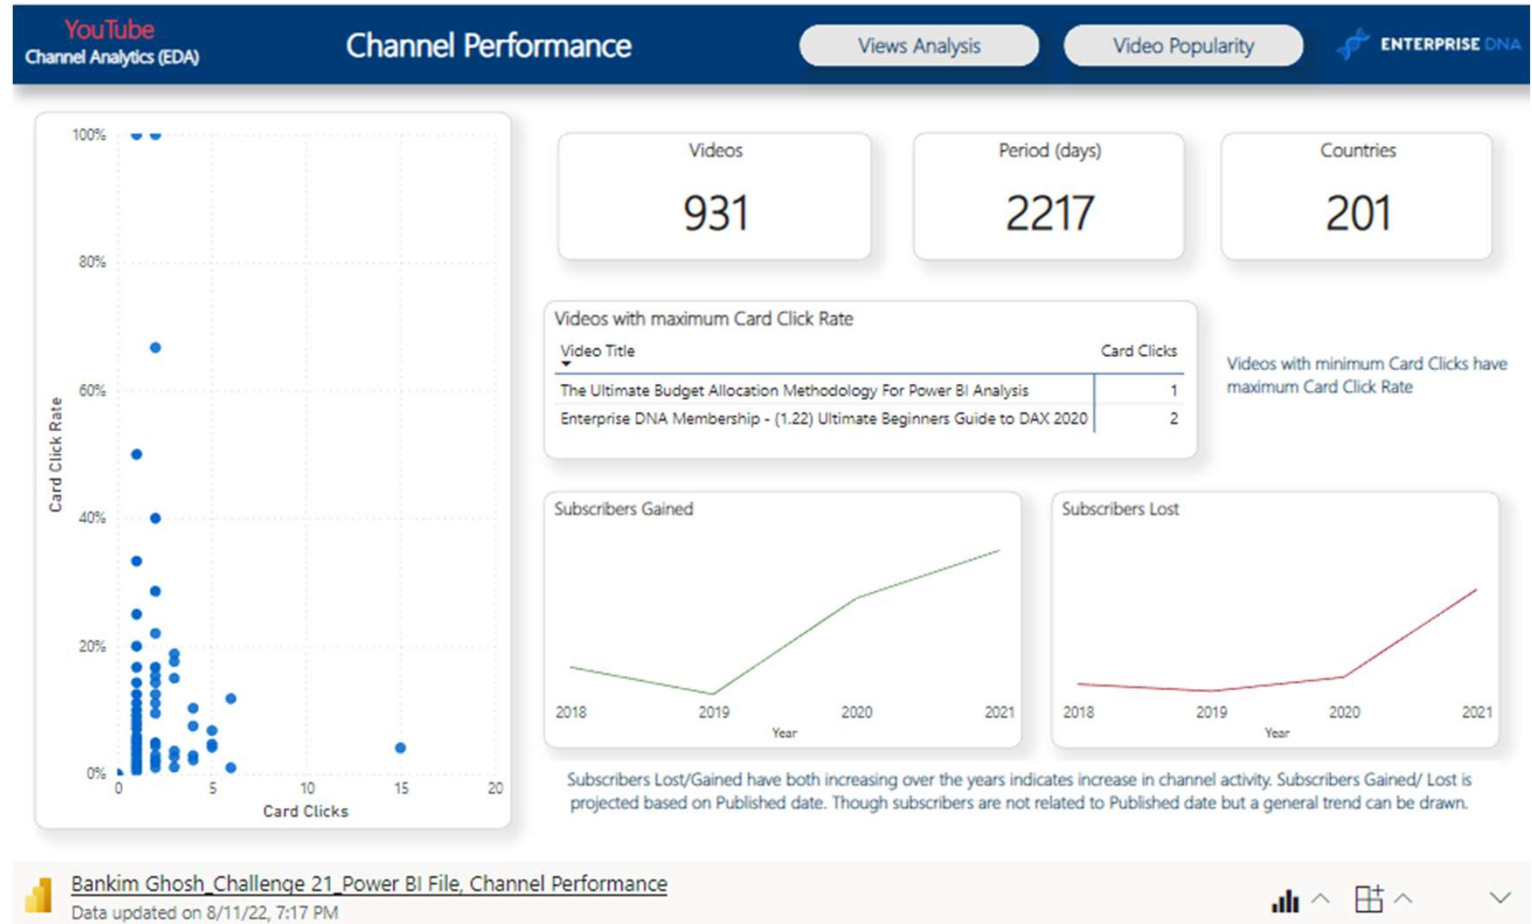 YouTube
Channel Analytics (EDA)
Channel Performance
Views Analysis
Video Popularity
ENTERPRISE DNA
100%
80%
60%
40%
20%
0%
Card Click Rate
0
5
10
15
20
Card Clicks
Videos
931
Period (days)
2217
Countries
201
Videos with maximum Card Click Rate
Video Title Card Clicks
The Ultimate Budget Allocation Methodology For Power BI Analysis 1
Enterprise DNA Membership - (1.22) Ultimate Beginners Guide to DAX 2020 2
Videos with minimum Card Clicks have
maximum Card Click Rate
Subscribers Gained
2018 2019 2020 2021
Year
Subscribers Lost
2018 2019 2020 2021
Year
Subscribers Lost/Gained have both increasing over the years indicates increase in channel activity. Subscribers Gained/ Lost is
projected based on Published date. Though subscribers are not related to Published date but a general trend can be drawn.
Bankim Ghosh_Challenge 21_Power BI File, Channel Performance
Data updated on 8/11/22, 7:17 PM